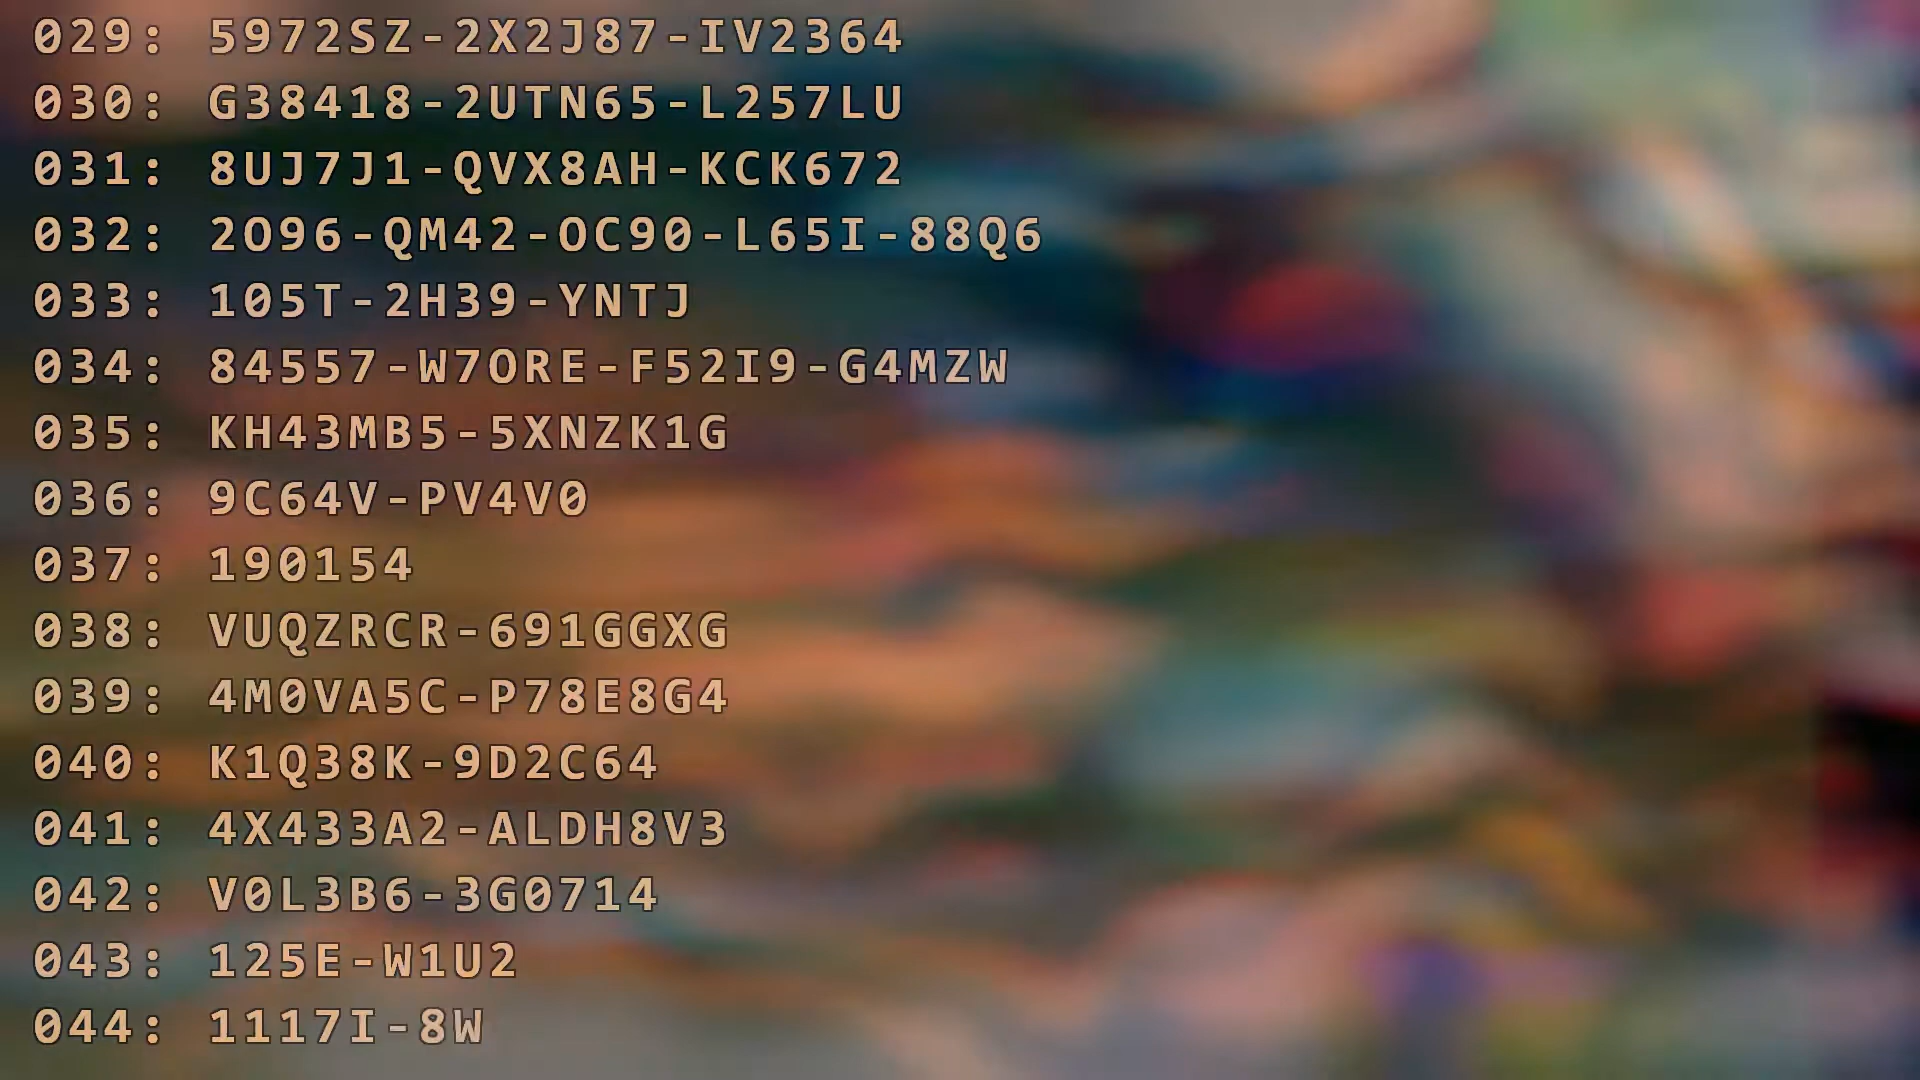 029: 5972SZ-2X2J87-IV2364
030: G38418-2UTN65-L257LU
031: 8UJ7J1-QVX8AH-KCK672
032: 2O96-QM42-OC90-L65I-88Q6
033: 105T-2H39-YNTJ
034: 84557-W7ORE-F52I9-G4MZW
035: KH43MB5-5XNZK1G
036: 9C64V-PV4V0
037: 190154
038: VUQZRCR-691GGXG
039: 4M0VA5C-P78E8G4
040: K1Q38K-9D2C64
041: 4X433A2-ALDH8V3
042: V0L3B6-3G0714
043: 125E-W1U2
044: 1117I-8W